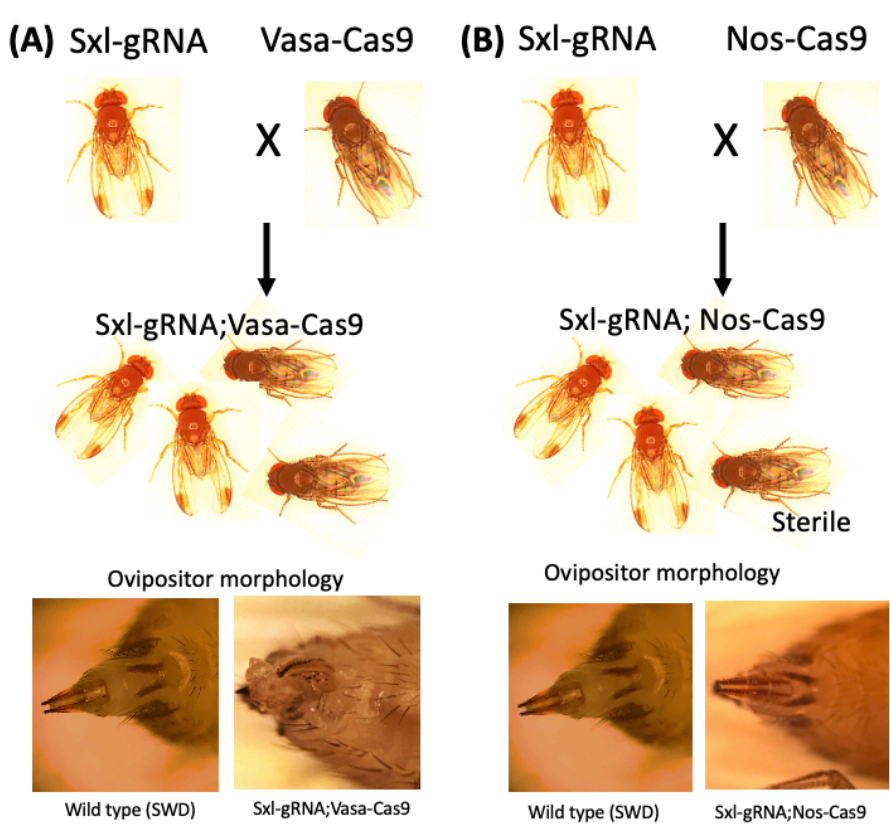 (A) Sxl-gRNA Vasa-Cas9
X
Sxl-gRNA;Vasa-Cas9
Ovipositor morphology
Wild type (SWD) Sxl-gRNA;Vasa-Cas9
(B) Sxl-gRNA Nos-Cas9
X
Sxl-gRNA; Nos-Cas9
Sterile
Ovipositor morphology
Wild type (SWD) Sxl-gRNA;Nos-Cas9